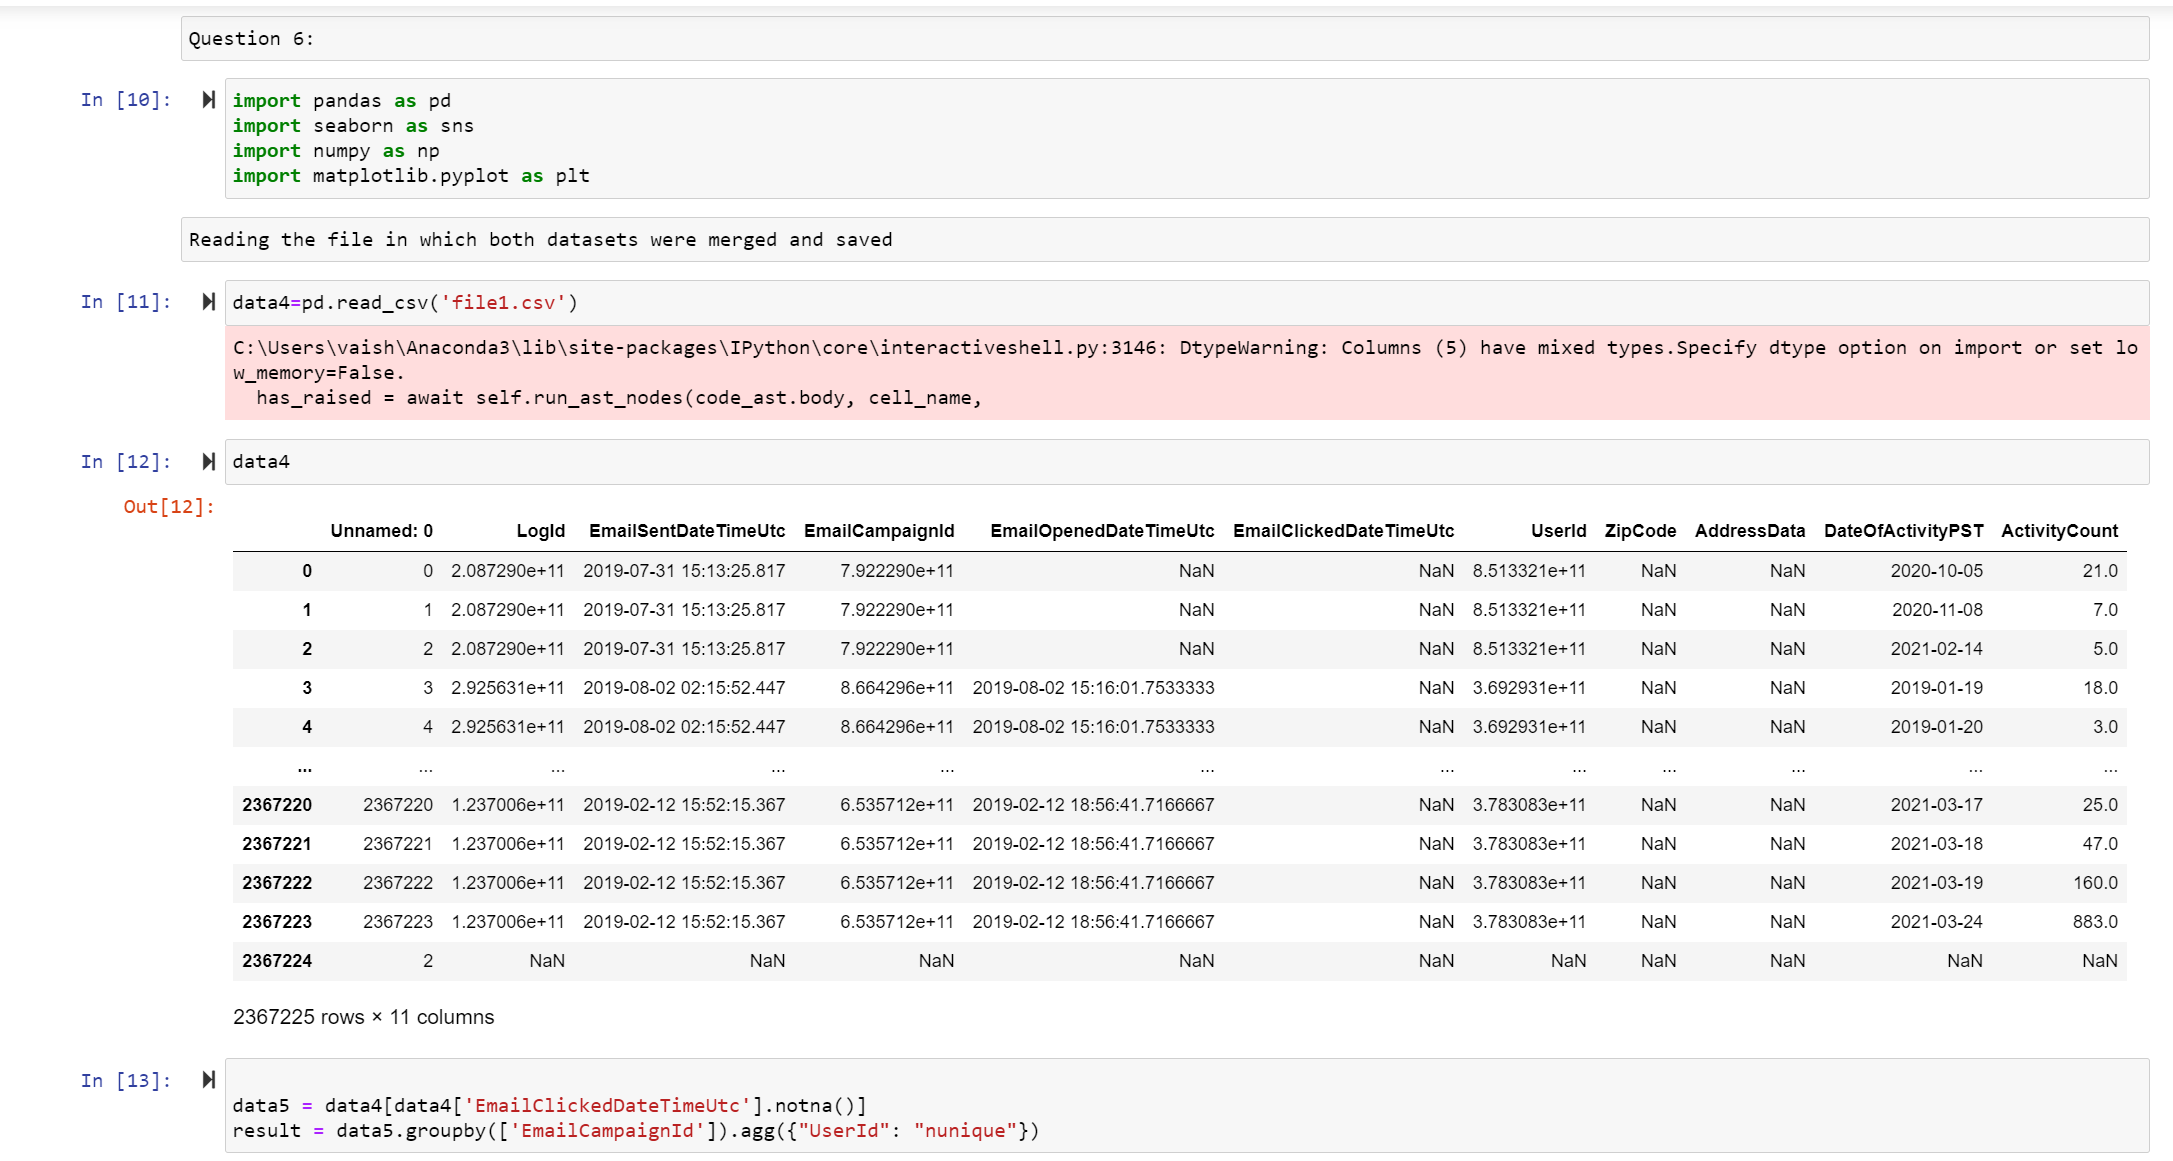 Question 6:
In [10]:
import pandas as pd
import seaborn as sns
import numpy as np
import matplotlib.pyplot as plt
Reading the file in which both datasets were merged and saved
In [11]:
data4=pd.read_csv('file1.csv')
C:\Users\vaish\Anaconda3\lib\site-packages\IPython\core\interactiveshell.py:3146: DtypeWarning: Columns (5) have mixed types.Specify dtype option on import or set lo
w_memory=False.
  has_raised = await self.run_ast_nodes(code_ast.body, cell_name,
In [12]:
data4
Out[12]:
Unnamed: 0 LogId EmailSentDateTimeUtc EmailCampaignId EmailOpenedDateTimeUtc EmailClickedDateTimeUtc UserId ZipCode AddressData DateOfActivityPST ActivityCount
0 0 2.087290e+11 2019-07-31 15:13:25.817 7.922290e+11 NaN NaN 8.513321e+11 NaN NaN 2020-10-05 21.0
1 1 2.087290e+11 2019-07-31 15:13:25.817 7.922290e+11 NaN NaN 8.513321e+11 NaN NaN 2020-11-08 7.0
2 2 2.087290e+11 2019-07-31 15:13:25.817 7.922290e+11 NaN NaN 8.513321e+11 NaN NaN 2021-02-14 5.0
3 3 2.925631e+11 2019-08-02 02:15:52.447 8.664296e+11 2019-08-02 15:16:01.7533333 NaN 3.692931e+11 NaN NaN 2019-01-19 18.0
4 4 2.925631e+11 2019-08-02 02:15:52.447 8.664296e+11 2019-08-02 15:16:01.7533333 NaN 3.692931e+11 NaN NaN 2019-01-20 3.0
... ... ... ... ... ... ... ... ... ... ... ...
2367220 2367220 1.237006e+11 2019-02-12 15:52:15.367 6.535712e+11 2019-02-12 18:56:41.7166667 NaN 3.783083e+11 NaN NaN 2021-03-17 25.0
2367221 2367221 1.237006e+11 2019-02-12 15:52:15.367 6.535712e+11 2019-02-12 18:56:41.7166667 NaN 3.783083e+11 NaN NaN 2021-03-18 47.0
2367222 2367222 1.237006e+11 2019-02-12 15:52:15.367 6.535712e+11 2019-02-12 18:56:41.7166667 NaN 3.783083e+11 NaN NaN 2021-03-19 160.0
2367223 2367223 1.237006e+11 2019-02-12 15:52:15.367 6.535712e+11 2019-02-12 18:56:41.7166667 NaN 3.783083e+11 NaN NaN 2021-03-24 883.0
2367224 2 NaN NaN NaN NaN NaN NaN NaN NaN NaN NaN
2367225 rows × 11 columns
In [13]:
data5 = data4[data4['EmailClickedDateTimeUtc'].notna()]
result = data5.groupby(['EmailCampaignId']).agg({"UserId": "nunique"})